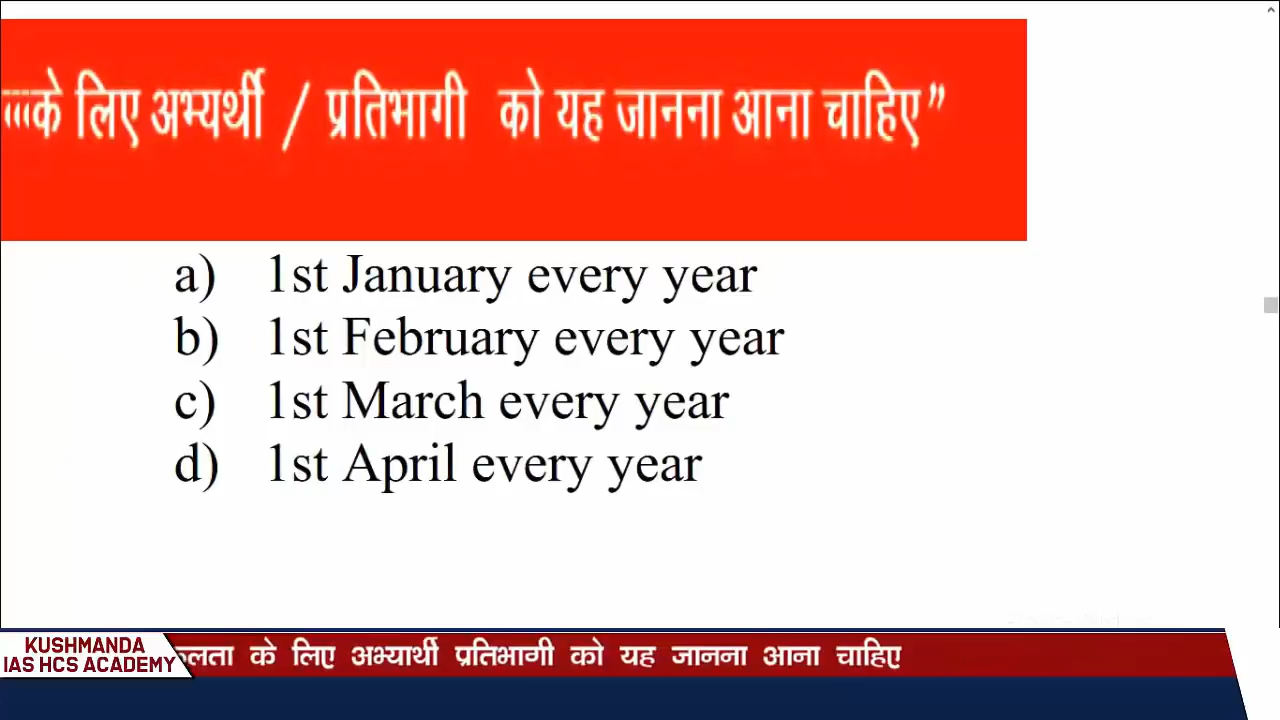 के लिए अभ्यर्थी / प्रतिभागी को यह जानना आना चाहिए”
a) 1st January every year
b) 1st February every year
c) 1st March every year
d) 1st April every year
KUSHMANDA
IAS HCS ACADEMY
के लिए अभ्यार्थी प्रतिभागी को यह जानना आना चाहिए